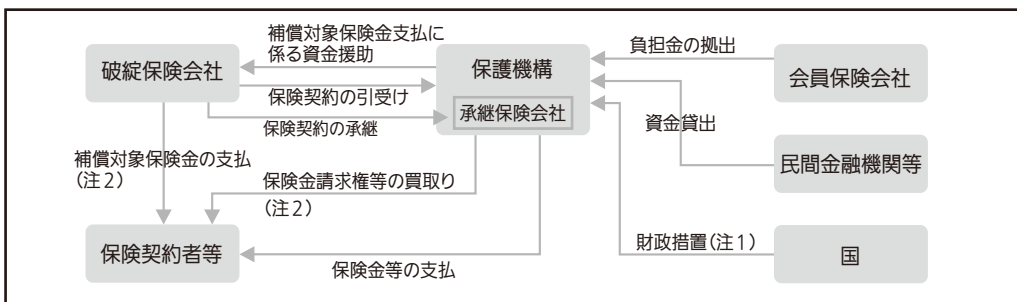 補償対象保険金支払に
係る資金援助
破綻保険会社
保護機構
負担金の拠出
会員保険会社
保険契約の引受け
承継保険会社
保険契約の承継
資金貸出
補償対象保険金の支払
(注2)
保険金請求権等の買取り
(注2)
民間金融機関等
保険契約者等
保険金等の支払
財政措置(注1)
国